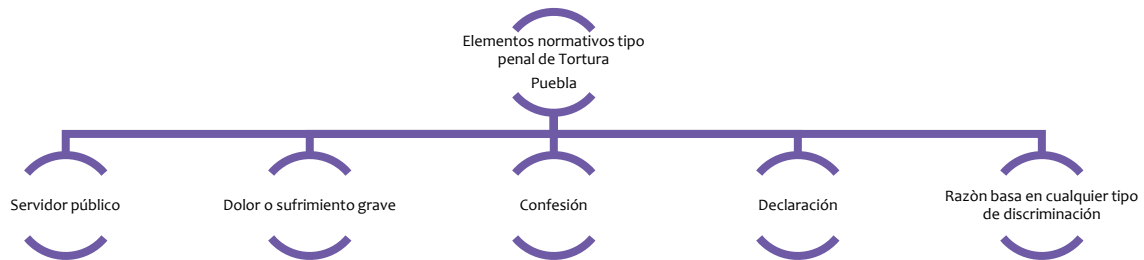 Elementos normativos tipo
penal de Tortura
Puebla
Servidor público
Dolor o sufrimiento grave
Confesión
Declaración
Razòn basa en cualquier tipo
de discriminación